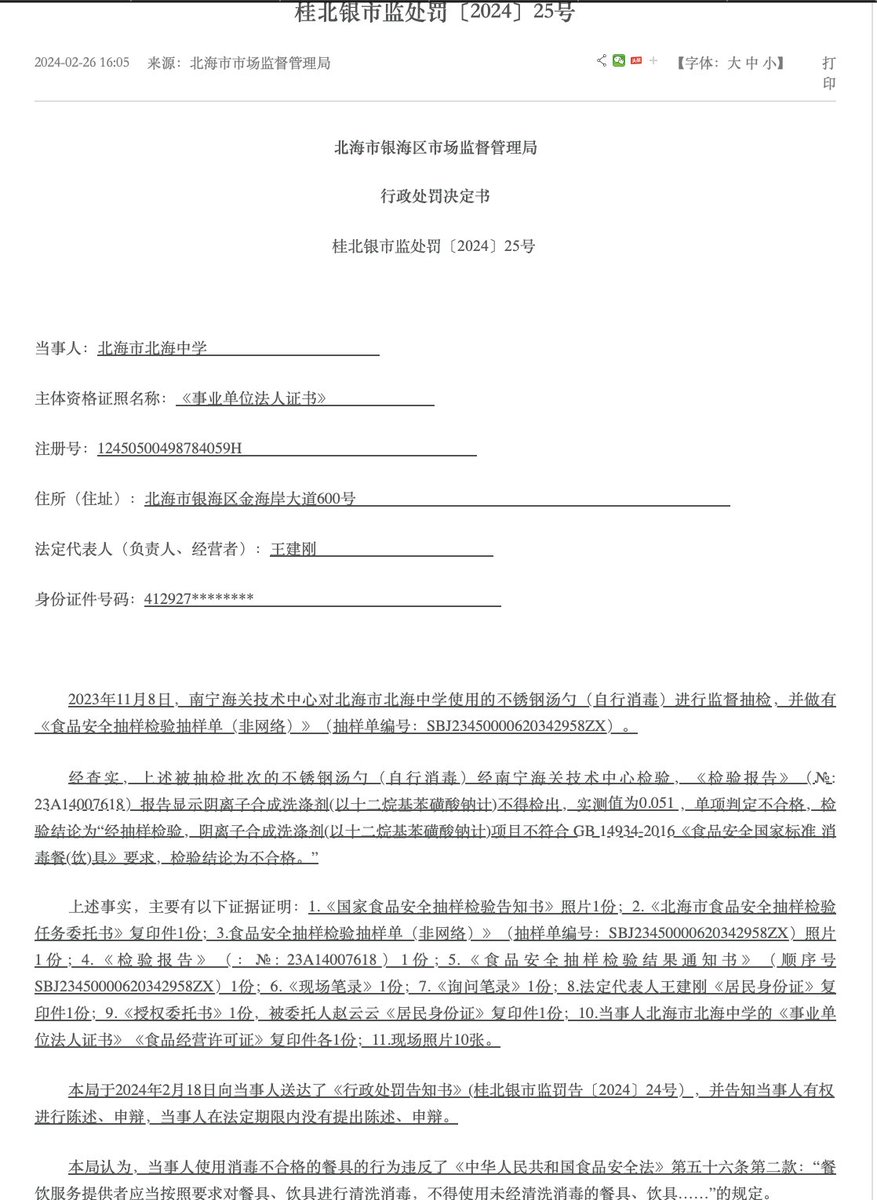 桂北银市监处罚〔2024〕25号
2024-02-26 16:05 来源：北海市市场监督管理局 【字体：大 中 小】 打
印
北海市银海区市场监督管理局
行政处罚决定书
桂北银市监处罚〔2024〕25号
当事人：北海市北海中学
主体资格证照名称：《事业单位法人证书》
注册号：12450500498784059H
住所（住址）：北海市银海区金海岸大道600号
法定代表人（负责人、经营者）：王建刚
身份证件号码：412927********
2023年11月8日，南宁海关技术中心对北海市北海中学使用的不锈钢汤勺（自行消毒）进行监督抽检，并做有
《食品安全抽样检验抽样单（非网络）》（抽样单编号：SBJ23450000620342958ZX）。
经查实，上述被抽检批次的不锈钢汤勺（自行消毒）经南宁海关技术中心检验，《检验报告》（№:
23A14007618）报告显示阴离子合成洗涤剂(以十二烷基苯磺酸钠计)不得检出，实测值为0.051，单项判定不合格，检
验结论为“经抽样检验，阴离子合成洗涤剂(以十二烷基苯磺酸钠计)项目不符合 GB 14934-2016《食品安全国家标准 消
毒餐(饮)具》要求，检验结论为不合格。”
上述事实，主要有以下证据证明：1.《国家食品安全抽样检验告知书》照片1份；2.《北海市食品安全抽样检验
任务委托书》复印件1份；3.食品安全抽样检验抽样单（非网络）》（抽样单编号：SBJ23450000620342958ZX）照片
1份；4.《检验报告》（：№：23A14007618）1份；5.《食品安全抽样检验结果通知书》（顺序号
SBJ23450000620342958ZX）1份；6.《现场笔录》1份；7.《询问笔录》1份；8.法定代表人王建刚《居民身份证》复
印件1份；9.《授权委托书》1份，被委托人赵云云《居民身份证》复印件1份；10.当事人北海市北海中学的《事业单
位法人证书》《食品经营许可证》复印件各1份；11.现场照片10张。
本局于2024年2月18日向当事人送达了《行政处罚告知书》(桂北银市监罚告〔2024〕24号），并告知当事人有权
进行陈述、申辩，当事人在法定期限内没有提出陈述、申辩。
本局认为，当事人使用消毒不合格的餐具的行为违反了《中华人民共和国食品安全法》第五十六条第二款：“餐
饮服务提供者应当按照要求对餐具、饮具进行清洗消毒，不得使用未经清洗消毒的餐具、饮具……”的规定。